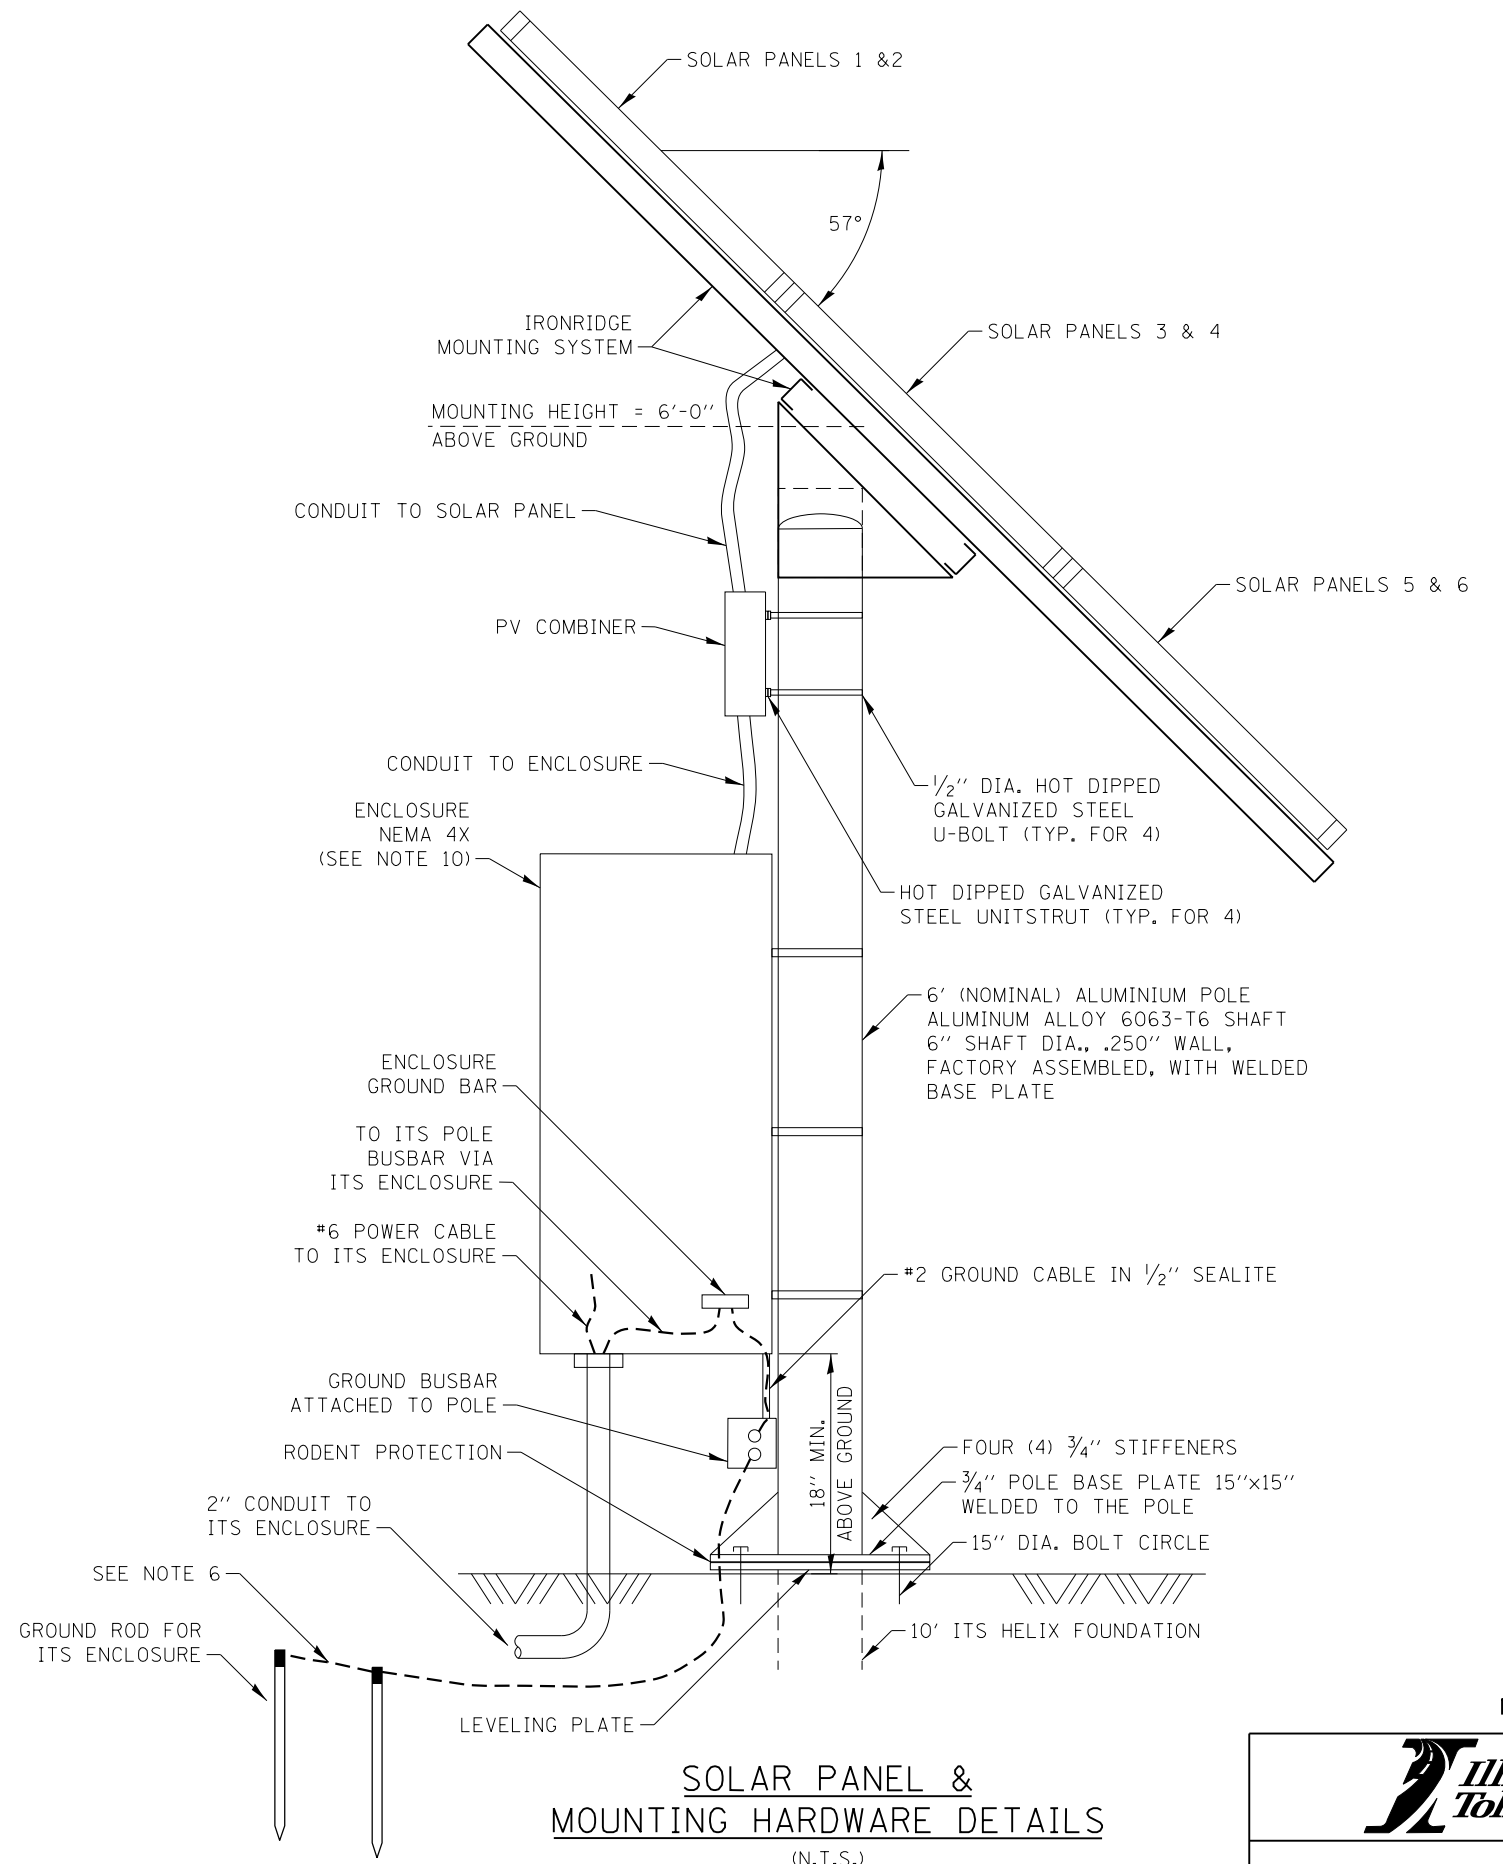 SOLAR PANELS 1 &2
57°
IRONRIDGE
MOUNTING SYSTEM
SOLAR PANELS 3 & 4
MOUNTING HEIGHT = 6'-0"
ABOVE GROUND
CONDUIT TO SOLAR PANEL
SOLAR PANELS 5 & 6
PV COMBINER
CONDUIT TO ENCLOSURE
1/2" DIA. HOT DIPPED
GALVANIZED STEEL
U-BOLT (TYP. FOR 4)
ENCLOSURE
NEMA 4X
(SEE NOTE 10)
HOT DIPPED GALVANIZED
STEEL UNITSTRUT (TYP. FOR 4)
6' (NOMINAL) ALUMINIUM POLE
ALUMINUM ALLOY 6063-T6 SHAFT
6" SHAFT DIA., .250" WALL,
FACTORY ASSEMBLED, WITH WELDED
BASE PLATE
ENCLOSURE
GROUND BAR
TO ITS POLE
BUSBAR VIA
ITS ENCLOSURE
#6 POWER CABLE
TO ITS ENCLOSURE
#2 GROUND CABLE IN 1/2" SEALITE
GROUND BUSBAR
ATTACHED TO POLE
18" MIN.
ABOVE GROUND
RODENT PROTECTION
FOUR (4) 3/4" STIFFENERS
3/4" POLE BASE PLATE 15"x15"
WELDED TO THE POLE
2" CONDUIT TO
ITS ENCLOSURE
15" DIA. BOLT CIRCLE
SEE NOTE 6
GROUND ROD FOR
ITS ENCLOSURE
10' ITS HELIX FOUNDATION
LEVELING PLATE
SOLAR PANEL &
MOUNTING HARDWARE DETAILS
(N.T.S.)